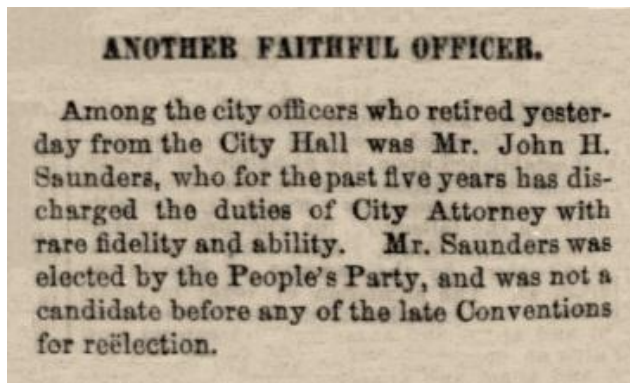 ANOTHER FAITHFUL OFFICER.
Among the city officers who retired yester-
day from the City Hall was Mr. John H.
Saunders, who for the past five years has dis-
charged the duties of City Attorney with
rare fidelity and ability. Mr. Saunders was
elected by the People's Party, and was not a
candidate before any of the late Conventions
for reëlection.